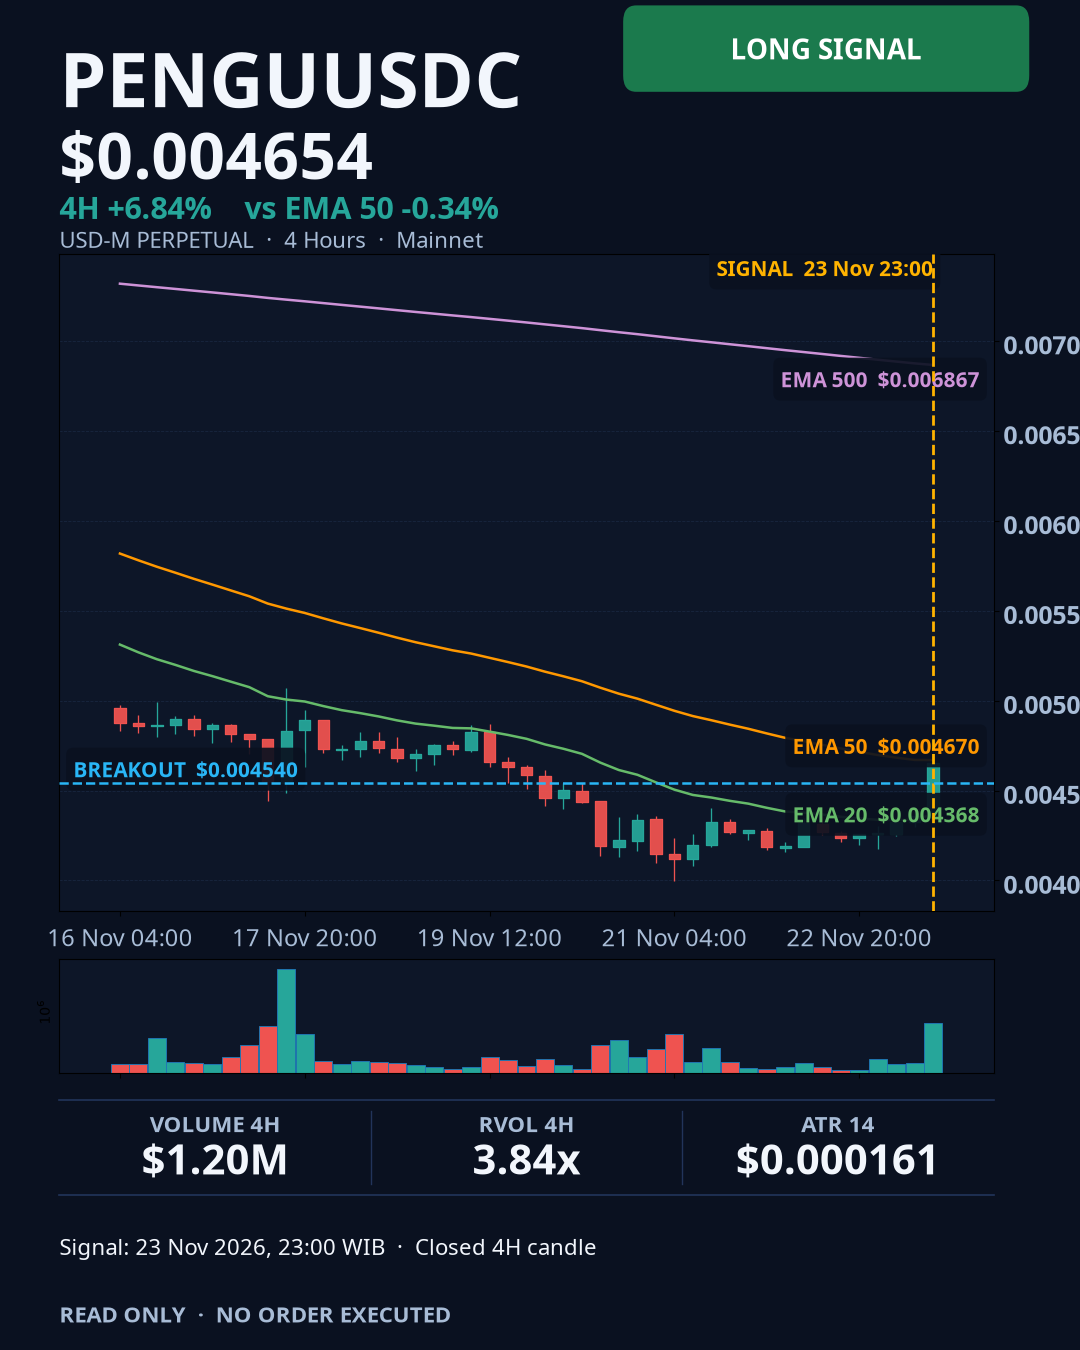 LONG SIGNAL
PENGUUSDC
$0.004654
4H +6.84% vs EMA 50 -0.34%
USD-M PERPETUAL · 4 Hours · Mainnet
SIGNAL 23 Nov 23:00
0.0070
EMA 500 $0.006867
0.0065
0.0060
0.0055
0.0050
EMA 50 $0.004670
BREAKOUT $0.004540
0.0045
EMA 20 $0.004368
0.0040
16 Nov 04:00 17 Nov 20:00 19 Nov 12:00 21 Nov 04:00 22 Nov 20:00
10⁶
VOLUME 4H RVOL 4H ATR 14
$1.20M 3.84x $0.000161
Signal: 23 Nov 2026, 23:00 WIB · Closed 4H candle
READ ONLY · NO ORDER EXECUTED